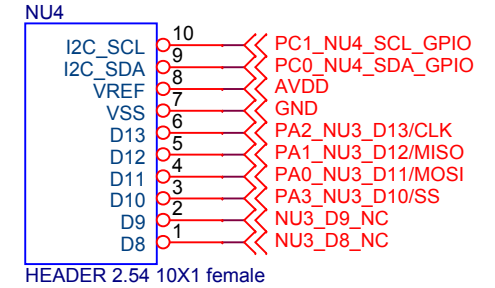 NU4
I2C_SCL 10 PC1_NU4_SCL_GPIO
I2C_SDA 9 PC0_NU4_SDA_GPIO
VREF 8 AVDD
VSS 7 GND
D13 6 PA2_NU3_D13/CLK
D12 5 PA1_NU3_D12/MISO
D11 4 PA0_NU3_D11/MOSI
D10 3 PA3_NU3_D10/SS
D9 2 NU3_D9_NC
D8 1 NU3_D8_NC
HEADER 2.54 10X1 female